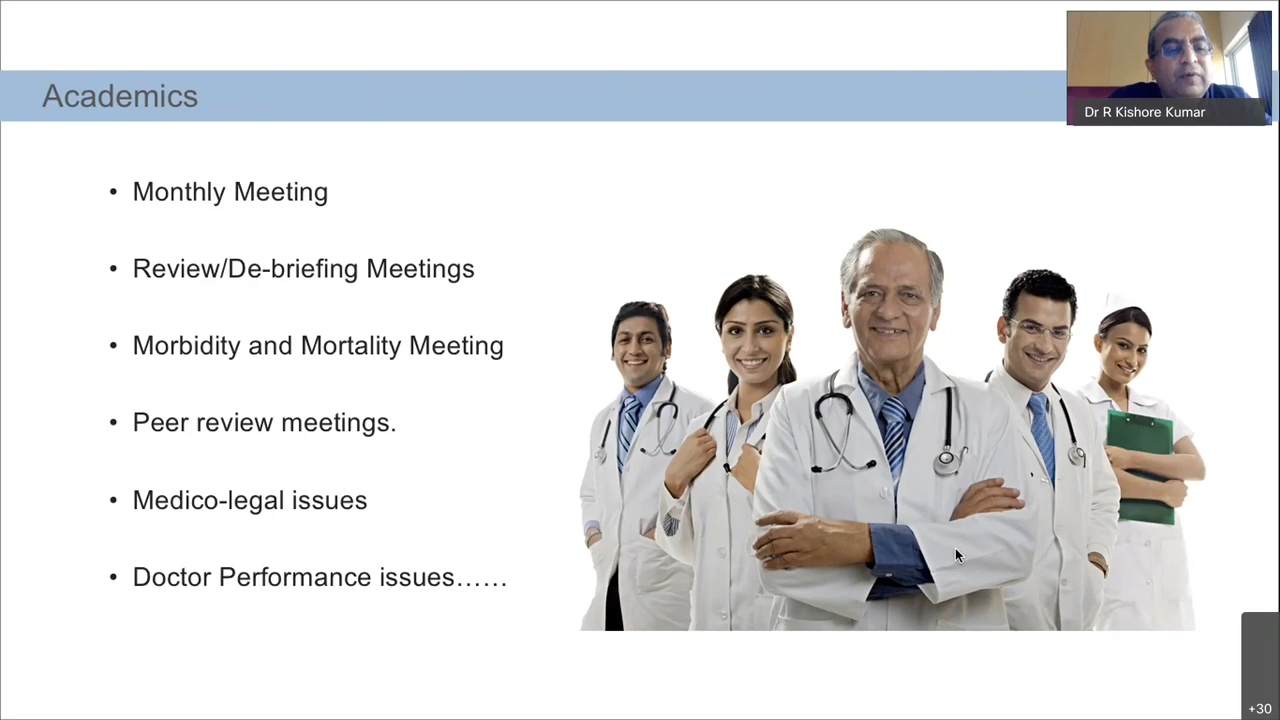 Academics
Dr R Kishore Kumar
• Monthly Meeting
• Review/De-briefing Meetings
• Morbidity and Mortality Meeting
• Peer review meetings.
• Medico-legal issues
• Doctor Performance issues……
+30